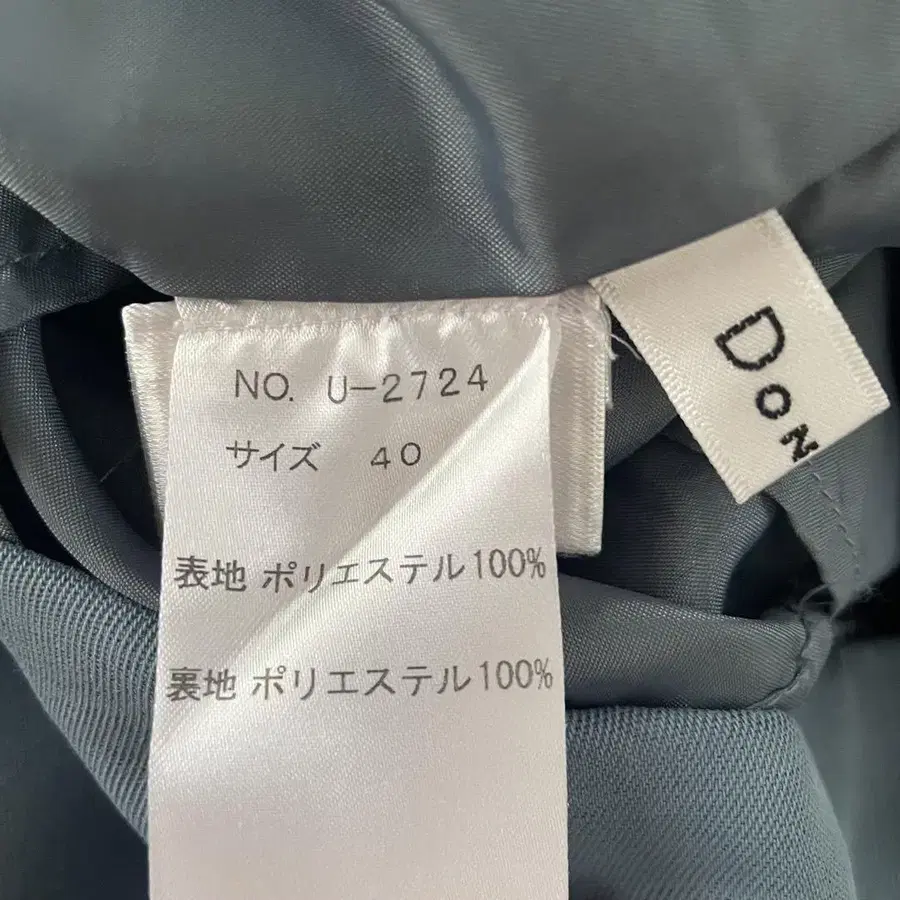 NO. U-2724
サイズ 40
表地 ポリエステル100%
裏地 ポリエステル100%
DON